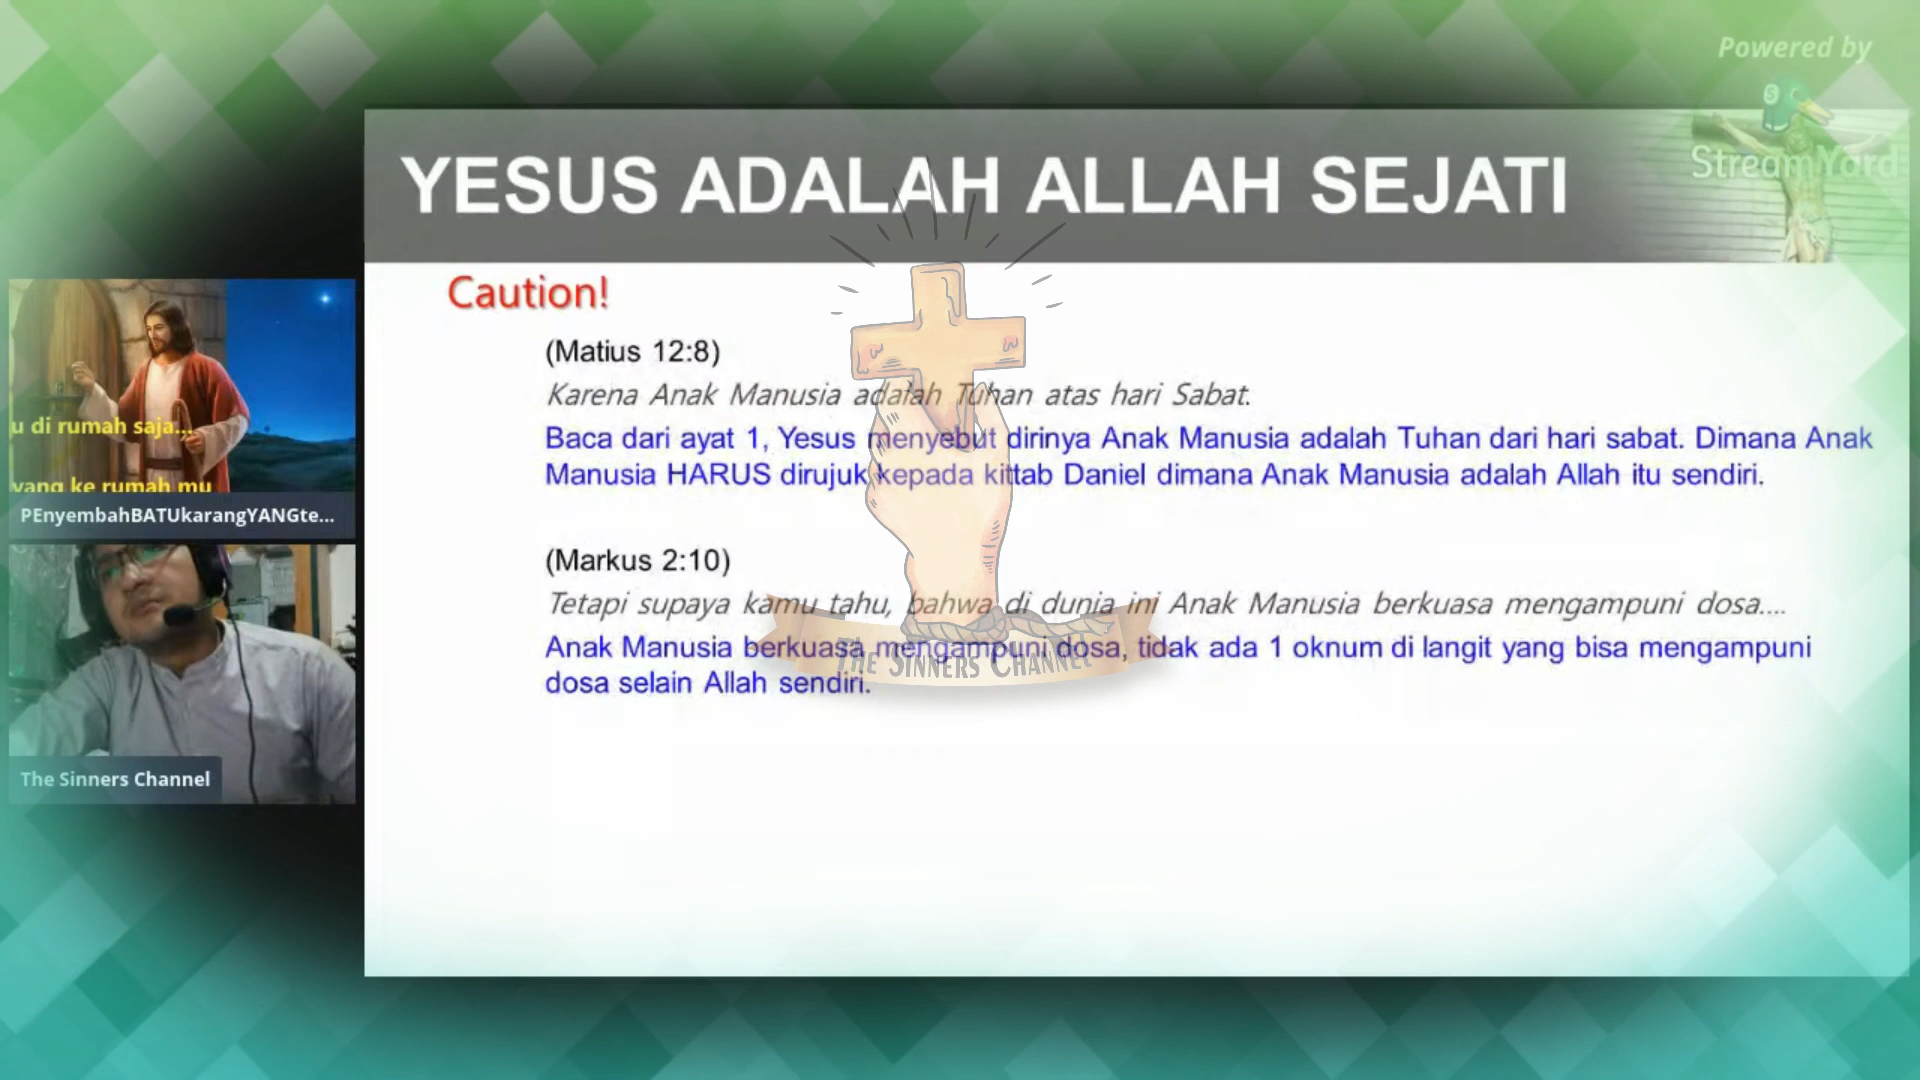 Powered by
StreamYard
YESUS ADALAH ALLAH SEJATI
Caution!
(Matius 12:8)
Karena Anak Manusia adalah Tuhan atas hari Sabat.
Baca dari ayat 1, Yesus menyebut dirinya Anak Manusia adalah Tuhan dari hari sabat. Dimana Anak
Manusia HARUS dirujuk kepada kittab Daniel dimana Anak Manusia adalah Allah itu sendiri.
(Markus 2:10)
Tetapi supaya kamu tahu, bahwa di dunia ini Anak Manusia berkuasa mengampuni dosa....
Anak Manusia berkuasa mengampuni dosa, tidak ada 1 oknum di langit yang bisa mengampuni
dosa selain Allah sendiri.
THE SINNERS CHANNEL
u di rumah saja...
yang ke rumah mu
PEnyembahBATUkarangYANGte...
The Sinners Channel